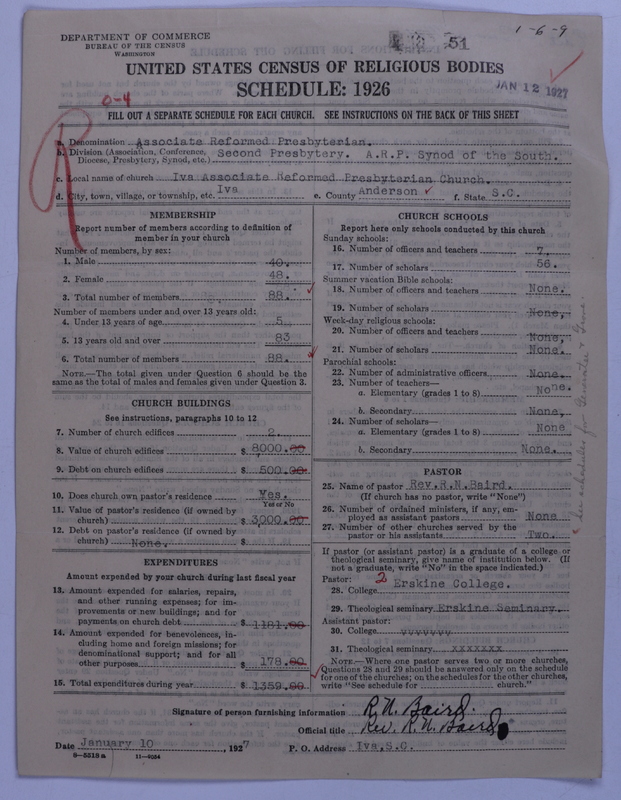 DEPARTMENT OF COMMERCE
BUREAU OF THE CENSUS
WASHINGTON
51
1-6-9
UNITED STATES CENSUS OF RELIGIOUS BODIES
SCHEDULE: 1926
JAN 12 1927
0-4
FILL OUT A SEPARATE SCHEDULE FOR EACH CHURCH. SEE INSTRUCTIONS ON THE BACK OF THIS SHEET
R
a. Denomination Associate Reformed Presbyterian.
b. Division (Association, Conference, Diocese, Presbytery, Synod, etc.) Second Presbytery. A.R.P. Synod of the South.
c. Local name of church Iva Associate Reformed Presbyterian Church.
d. City, town, village, or township, etc. Iva e. County Anderson f. State S.C.
MEMBERSHIP
Report number of members according to definition of
member in your church
Number of members, by sex:
1. Male 40.
2. Female 48.
3. Total number of members 88.
Number of members under and over 13 years old:
4. Under 13 years of age 5
5. 13 years old and over 83
6. Total number of members 88.
NOTE.—The total given under Question 6 should be
the same as the total of males and females given under Question 3.
CHURCH BUILDINGS
See instructions, paragraphs 10 to 12
7. Number of church edifices 2.
8. Value of church edifices $ 8000.00
9. Debt on church edifices $ 500.00
10. Does church own pastor's residence Yes.
Yes or No
11. Value of pastor's residence (if owned by
church) $ 3000.00
12. Debt on pastor's residence (if owned by
church) None. $
EXPENDITURES
Amount expended by your church during last fiscal year
13. Amount expended for salaries, repairs,
and other running expenses; for im-
provements or new buildings; and for
payments on church debt $ 1181.00
14. Amount expended for benevolences, in-
cluding home and foreign missions; for
denominational support; and for all
other purposes $ 178.00
15. Total expenditures during year $ 1359.00
CHURCH SCHOOLS
Report here only schools conducted by this church
Sunday schools:
16. Number of officers and teachers 7.
17. Number of scholars 56.
Summer vacation Bible schools:
18. Number of officers and teachers None.
19. Number of scholars None,
Week-day religious schools:
20. Number of officers and teachers None,
21. Number of scholars None.
Parochial schools:
22. Number of administrative officers None.
23. Number of teachers—
a. Elementary (grades 1 to 8) None.
b. Secondary None,
24. Number of scholars—
a. Elementary (grades 1 to 8) None
b. Secondary None.
PASTOR
25. Name of pastor Rev.R.N.Baird.
(If church has no pastor, write "None")
26. Number of ordained ministers, if any, em-
ployed as assistant pastors None
27. Number of other churches served by the
pastor or his assistants Two.
If pastor (or assistant pastor) is a graduate of a college or
theological seminary, give name of institution below. (If
not a graduate, write "No" in the space indicated.)
Pastor: 2
28. College Erskine College.
29. Theological seminary Erskine Seminary.
Assistant pastor:
30. College vvvvvvv
31. Theological seminary xxxxxxx
NOTE.—Where one pastor serves two or more churches,
Questions 28 and 29 should be answered only on the schedule
for one of the churches; on the schedules for the other churches,
write "See schedule for church."
see schedules for
Signature of person furnishing information R.N. Baird.
Official title Rev. R.N. Baird
Date January 10, 1927 P. O. Address Iva,S.C.
8-5518a 11-4034